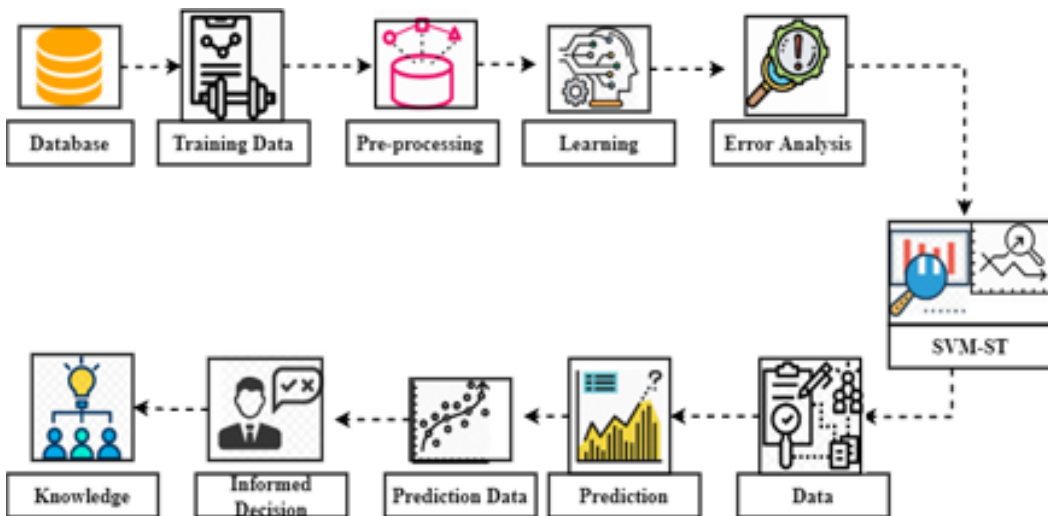 Database
Training Data
Pre-processing
Learning
Error Analysis
SVM-ST
Knowledge
Informed
Decision
Prediction Data
Prediction
Data